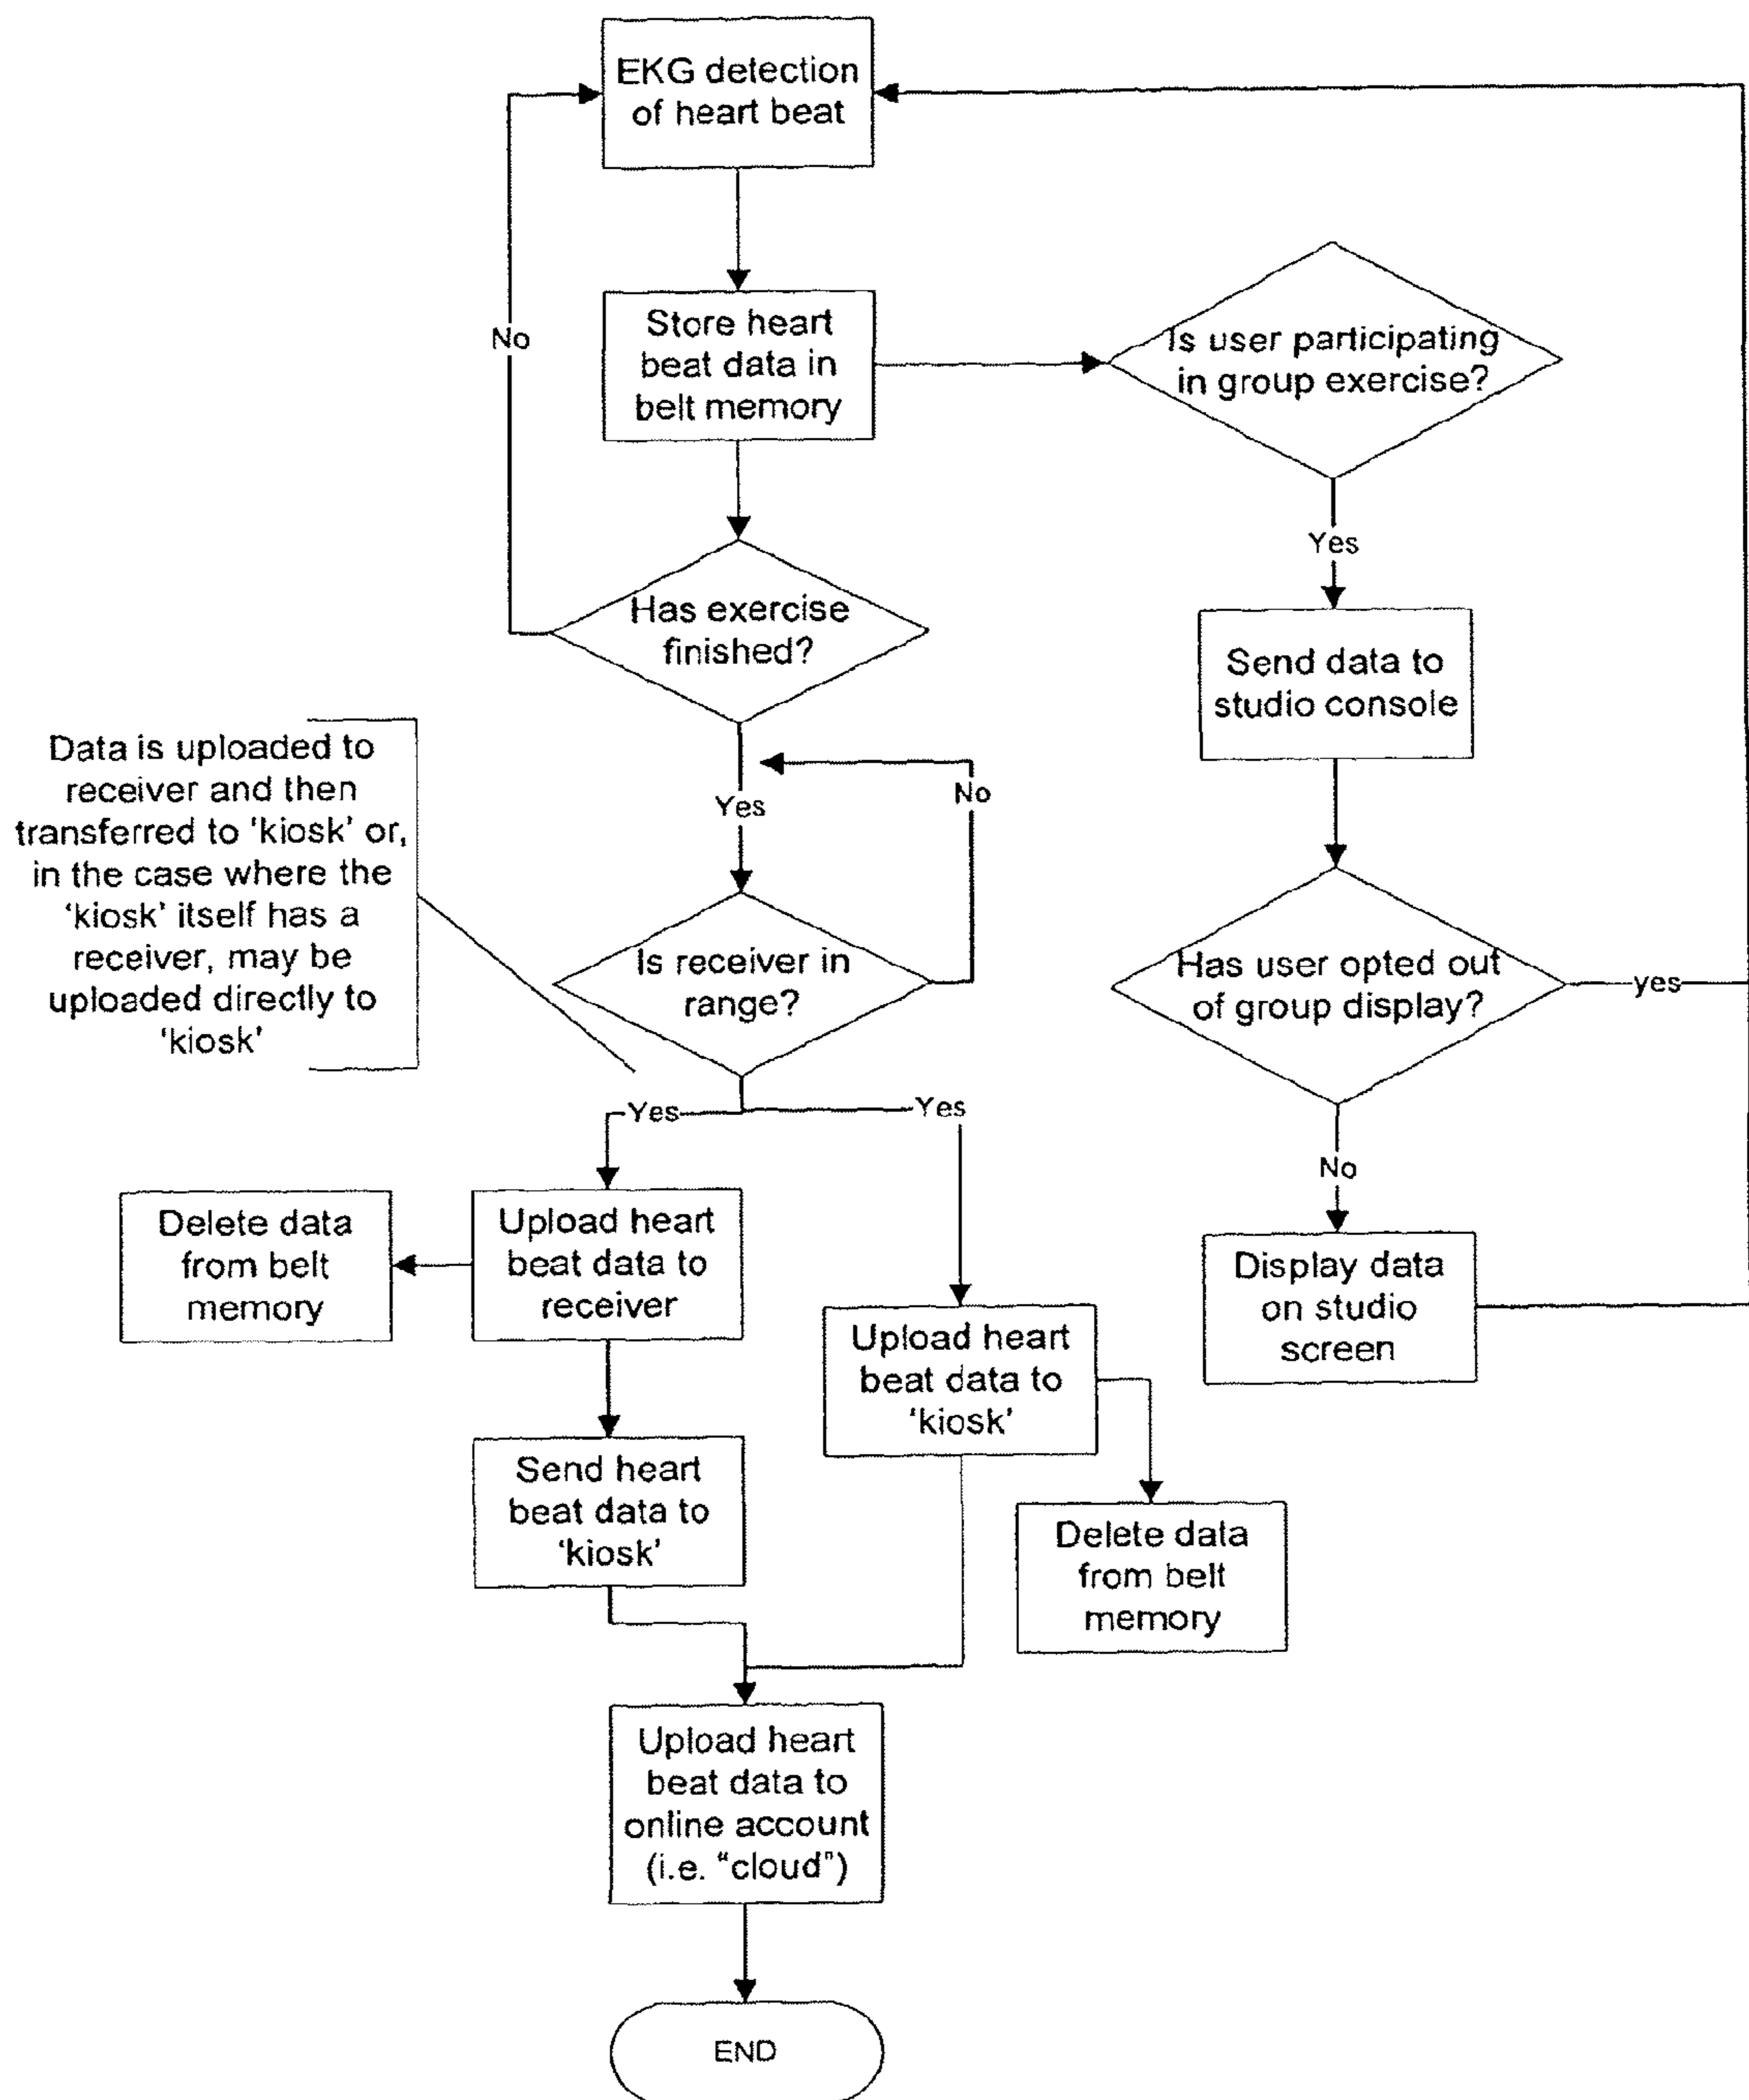 EKG detection
of heart beat
No
Store heart
beat data in
belt memory
Is user participating
in group exercise?
Yes
Has exercise
finished?
Send data to
studio console
Data is uploaded to
receiver and then
transferred to 'kiosk' or,
in the case where the
'kiosk' itself has a
receiver, may be
uploaded directly to
'kiosk'
Yes
No
Is receiver in
range?
Has user opted out
of group display?
yes
Yes
Yes
No
Delete data
from belt
memory
Upload heart
beat data to
receiver
Upload heart
beat data to
'kiosk'
Display data
on studio
screen
Send heart
beat data to
'kiosk'
Delete data
from belt
memory
Upload heart
beat data to
online account
(i.e. "cloud")
END